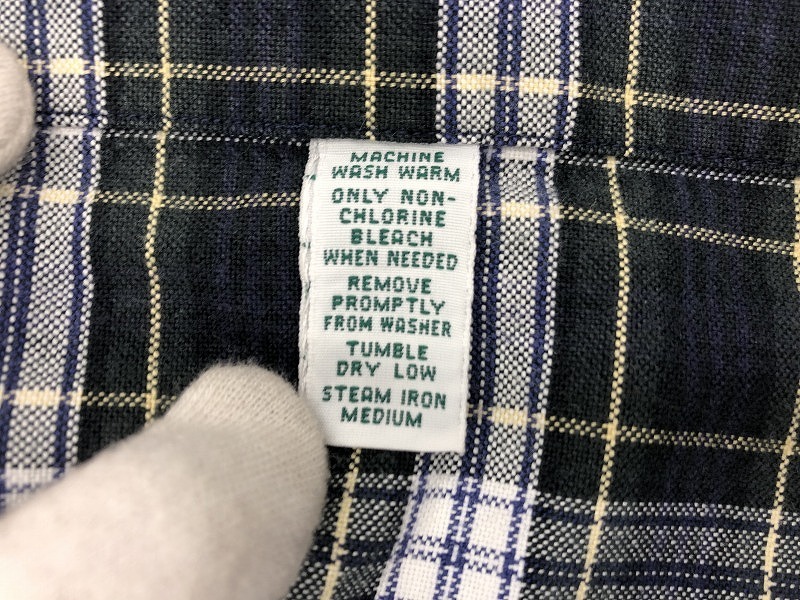 MACHINE
WASH WARM
ONLY NON-
CHLORINE
BLEACH
WHEN NEEDED
REMOVE
PROMPTLY
FROM WASHER
TUMBLE
DRY LOW
STEAM IRON
MEDIUM